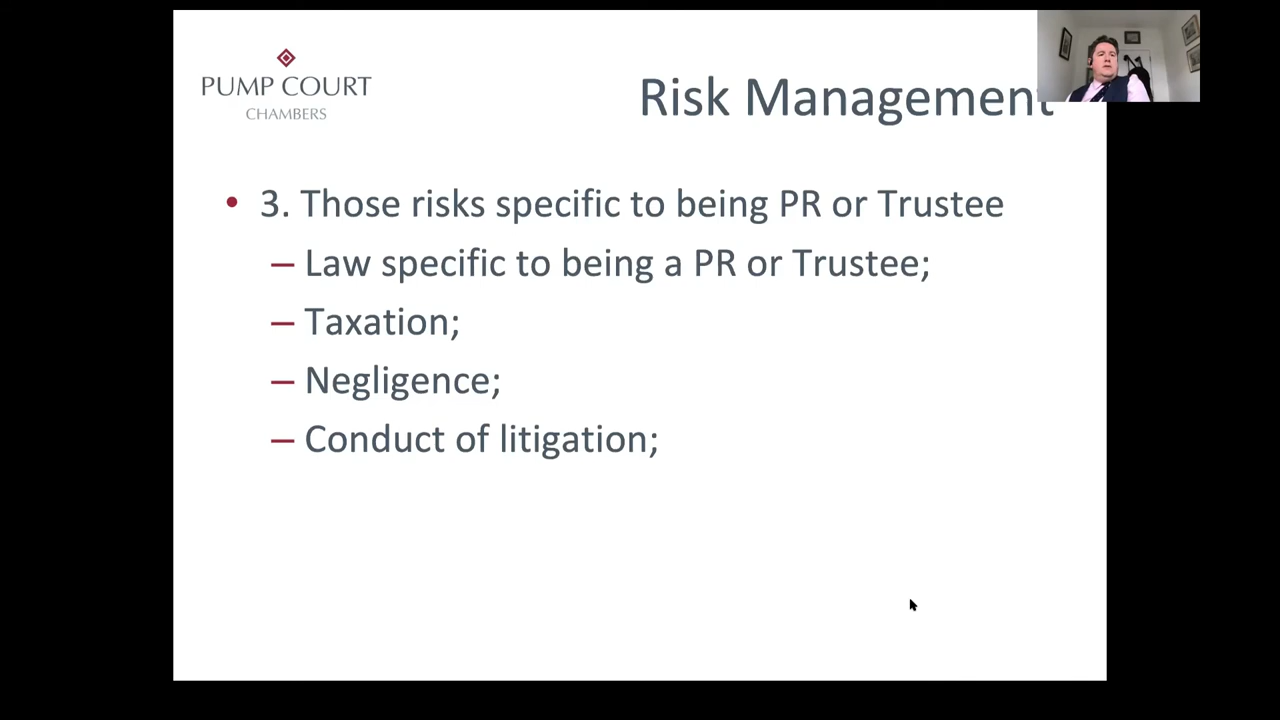 PUMP COURT
CHAMBERS
Risk Management
• 3. Those risks specific to being PR or Trustee
– Law specific to being a PR or Trustee;
– Taxation;
– Negligence;
– Conduct of litigation;